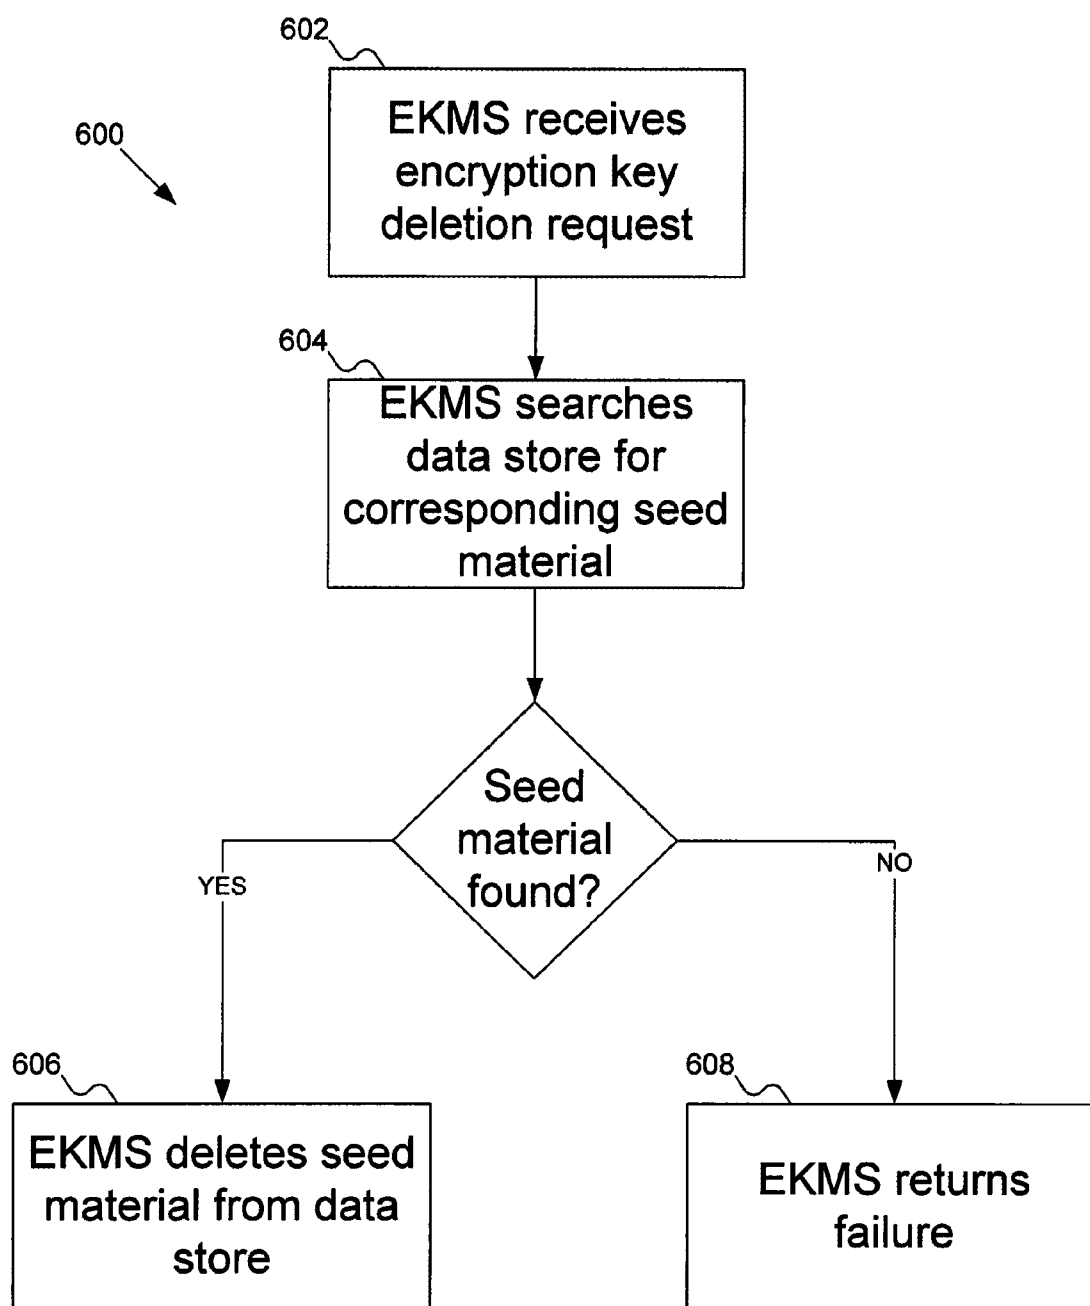 602
EKMS receives
encryption key
deletion request
600
604
EKMS searches
data store for
corresponding seed
material
Seed
material
found?
YES
NO
606
EKMS deletes seed
material from data
store
608
EKMS returns
failure